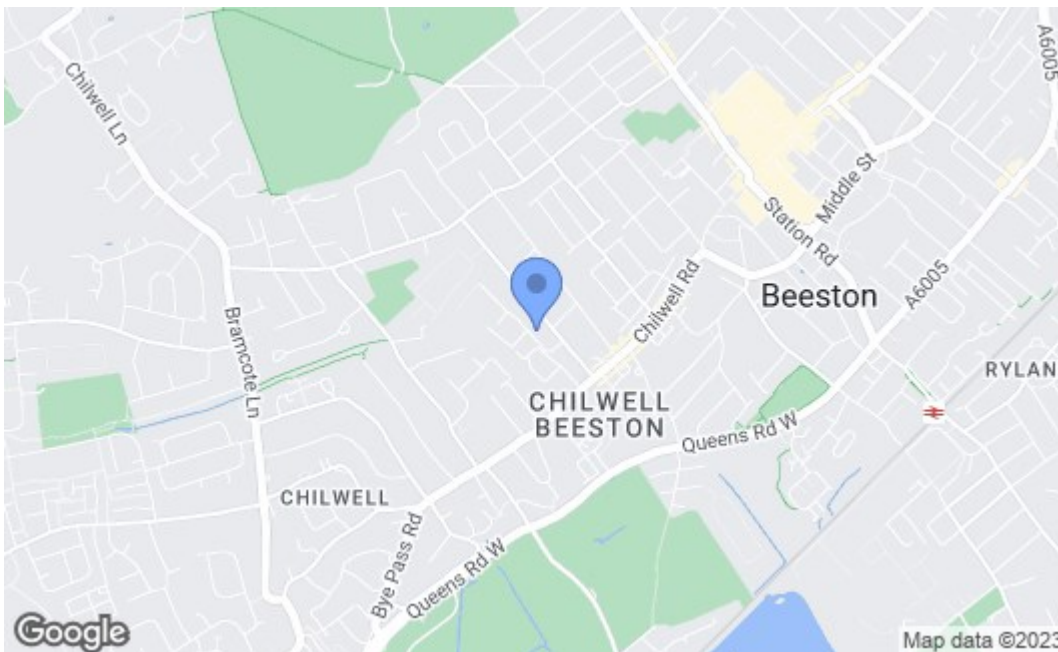 A6005
Chilwell Ln
Middle St
Station Rd
Chilwell Rd
A6005
Beeston
Bramcote Ln
RYLAN
CHILWELL
BEESTON
Queens Rd W
CHILWELL
Bye Pass Rd
Queens Rd W
Google
Map data ©2023